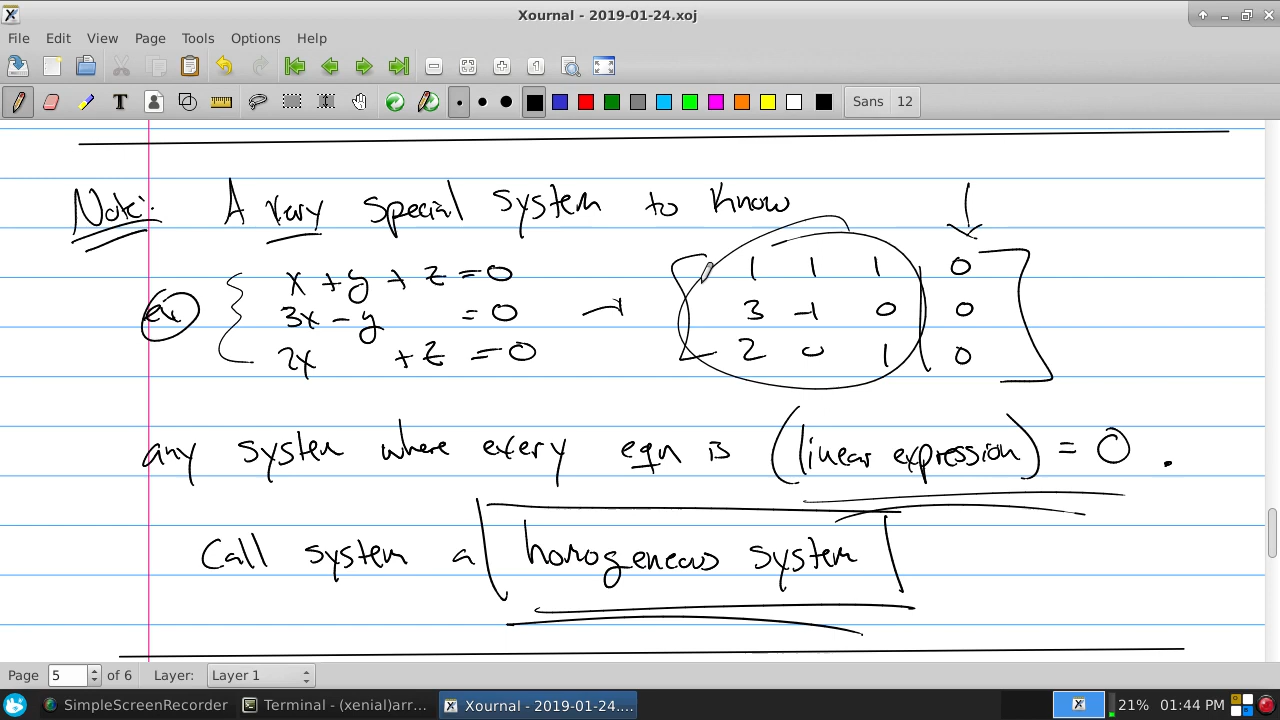 Xournal - 2019-01-24.xoj
File Edit View Page Tools Options Help
Sans 12
Note: A very special system to know
ex) x + y + z = 0 → 1 1 1 | 0
3x - y = 0 3 -1 0 | 0
2x + z = 0 2 0 1 | 0
any system where every eqn is (linear expression) = 0 .
Call system a homogeneous system
Page 5 of 6 Layer: Layer 1
SimpleScreenRecorder Terminal - (xenial)arr... Xournal - 2019-01-24.... 21% 01:44 PM